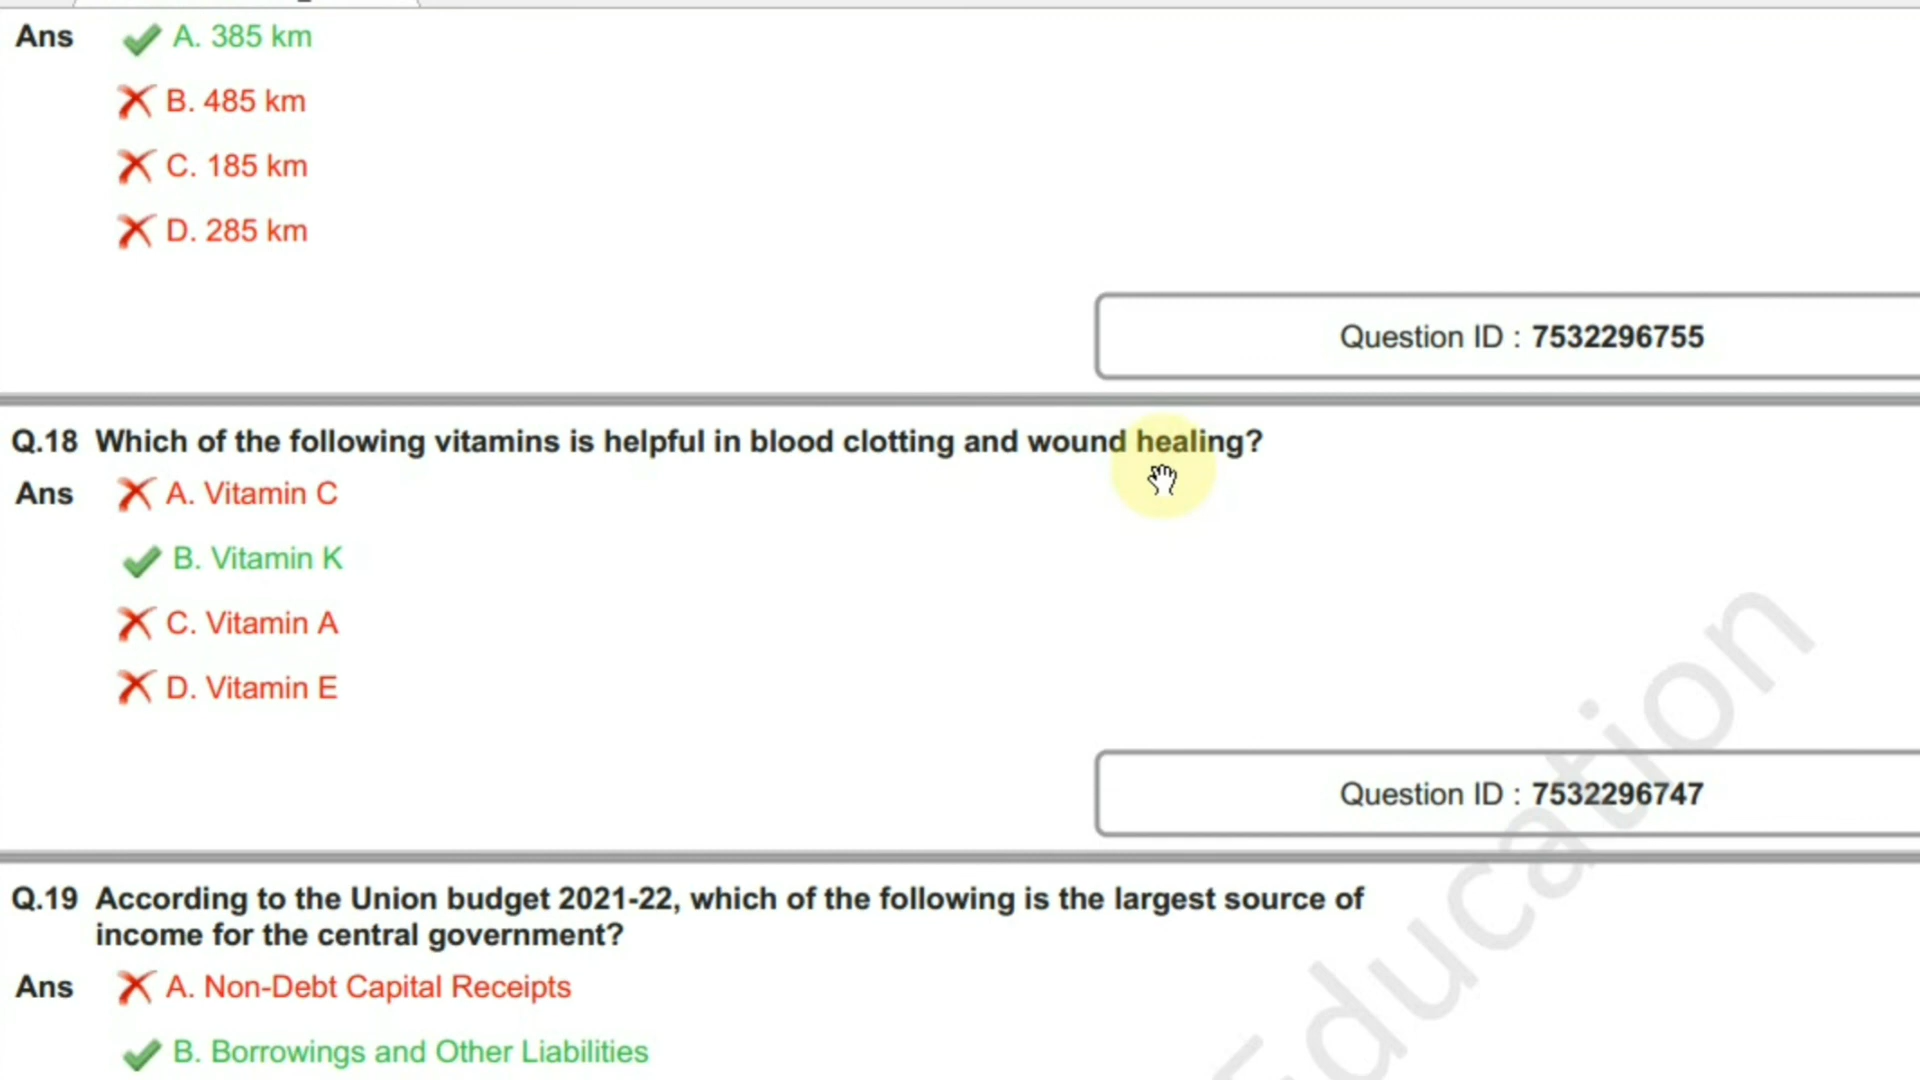 Ans A. 385 km
B. 485 km
C. 185 km
D. 285 km
Question ID : 7532296755
Q.18 Which of the following vitamins is helpful in blood clotting and wound healing?
Ans A. Vitamin C
B. Vitamin K
C. Vitamin A
D. Vitamin E
Question ID : 7532296747
Q.19 According to the Union budget 2021-22, which of the following is the largest source of
income for the central government?
Ans A. Non-Debt Capital Receipts
B. Borrowings and Other Liabilities
Education